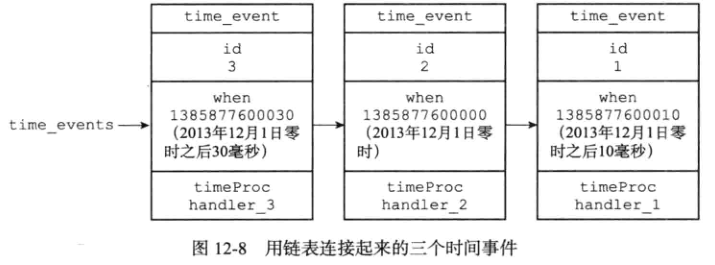 time_event
id
3
when
1385877600030
(2013年12月1日零
时之后30毫秒)
timeProc
handler_3
time_event
id
2
when
1385877600000
(2013年12月1日零
时)
timeProc
handler_2
time_event
id
1
when
1385877600010
(2013年12月1日零
时之后10毫秒)
timeProc
handler_1
time_events
图 12-8 用链表连接起来的三个时间事件